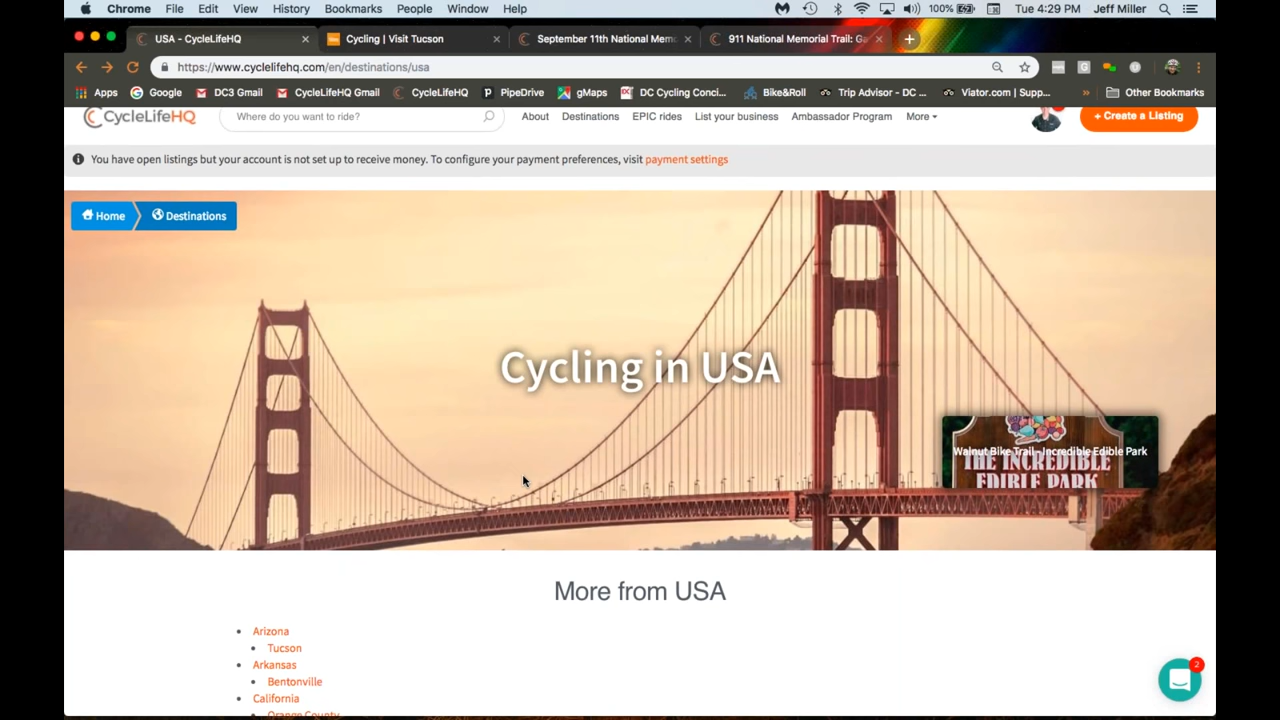 Chrome File Edit View History Bookmarks People Window Help 100% Tue 4:29 PM Jeff Miller
USA - CycleLifeHQ
Cycling | Visit Tucson
September 11th National Mem
911 National Memorial Trail: Ga
https://www.cyclelifehq.com/en/destinations/usa
Apps Google DC3 Gmail CycleLifeHQ Gmail CycleLifeHQ PipeDrive gMaps DC Cycling Conci... Bike&Roll Trip Advisor - DC ... Viator.com | Supp... » Other Bookmarks
CycleLifeHQ Where do you want to ride? About Destinations EPIC rides List your business Ambassador Program More + Create a Listing
You have open listings but your account is not set up to receive money. To configure your payment preferences, visit payment settings
Home Destinations
Cycling in USA
Walnut Bike Trail - Incredible Edible Park
THE INCREDIBLE
EDIBLE PARK
More from USA
• Arizona
• Tucson
• Arkansas
• Bentonville
• California
Orange County
2